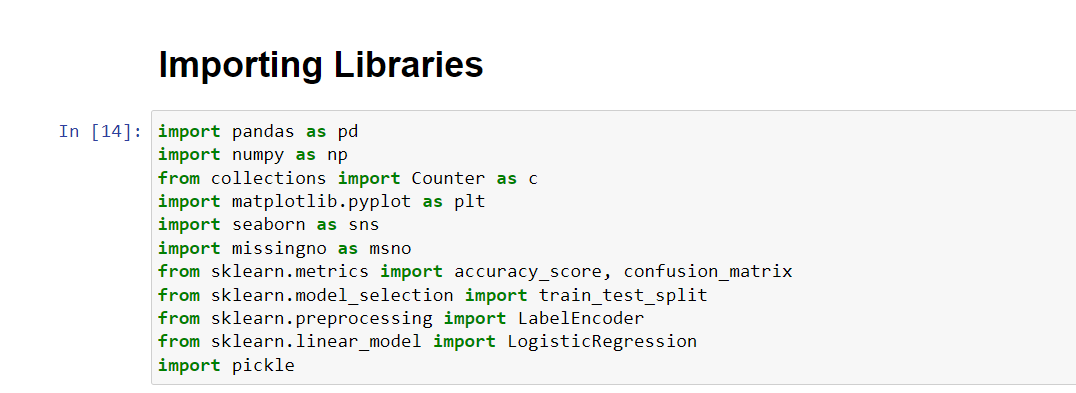 Importing Libraries
In [14]: import pandas as pd
import numpy as np
from collections import Counter as c
import matplotlib.pyplot as plt
import seaborn as sns
import missingno as msno
from sklearn.metrics import accuracy_score, confusion_matrix
from sklearn.model_selection import train_test_split
from sklearn.preprocessing import LabelEncoder
from sklearn.linear_model import LogisticRegression
import pickle